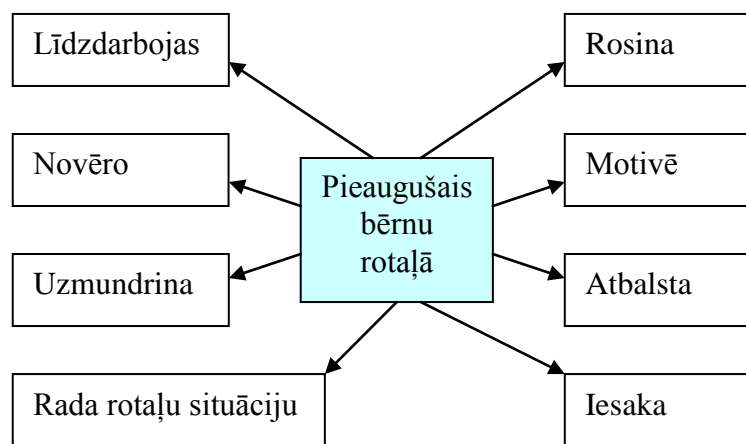 Līdzdarbojas
Rosina
Novēro
Motivē
Pieaugušais
bērnu
rotaļā
Uzmundrina
Atbalsta
Rada rotaļu situāciju
Iesaka